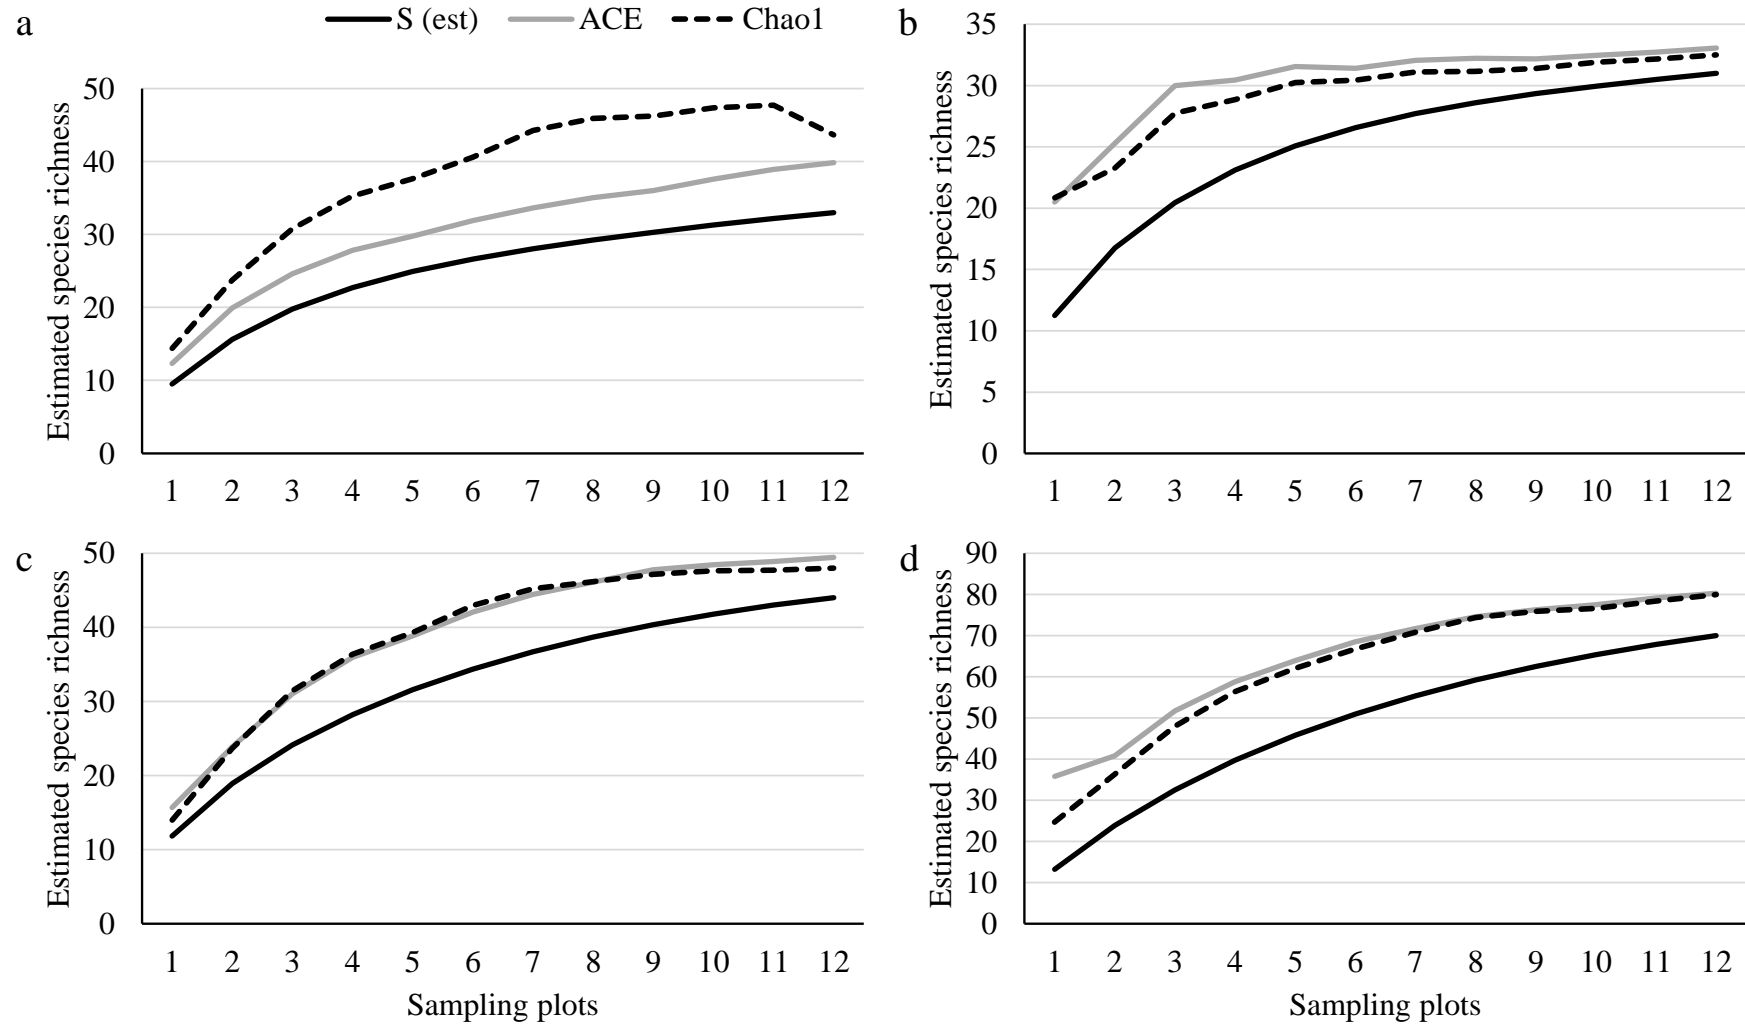 a
S (est) ACE Chao1
Estimated species richness
50
40
30
20
10
0
1 2 3 4 5 6 7 8 9 10 11 12
b
Estimated species richness
35
30
25
20
15
10
5
0
1 2 3 4 5 6 7 8 9 10 11 12
c
Estimated species richness
50
40
30
20
10
0
1 2 3 4 5 6 7 8 9 10 11 12
Sampling plots
d
Estimated species richness
90
80
70
60
50
40
30
20
10
0
1 2 3 4 5 6 7 8 9 10 11 12
Sampling plots